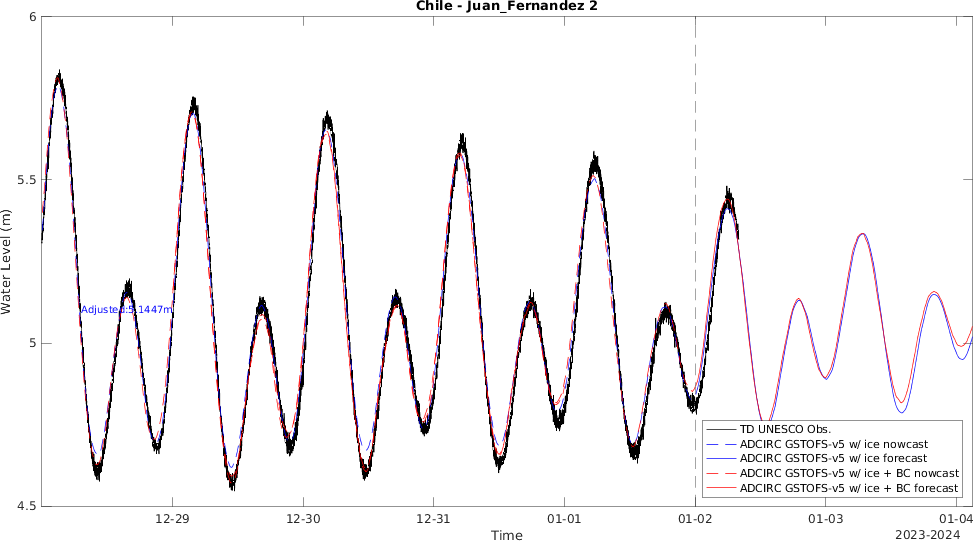 Chile - Juan_Fernandez 2
6
5.5
5
4.5
Water Level (m)
Adjusted:5.1447m
TD UNESCO Obs.
ADCIRC GSTOFS-v5 w/ ice nowcast
ADCIRC GSTOFS-v5 w/ ice forecast
ADCIRC GSTOFS-v5 w/ ice + BC nowcast
ADCIRC GSTOFS-v5 w/ ice + BC forecast
12-29
12-30
12-31
01-01
01-02
01-03
01-04
Time
2023-2024